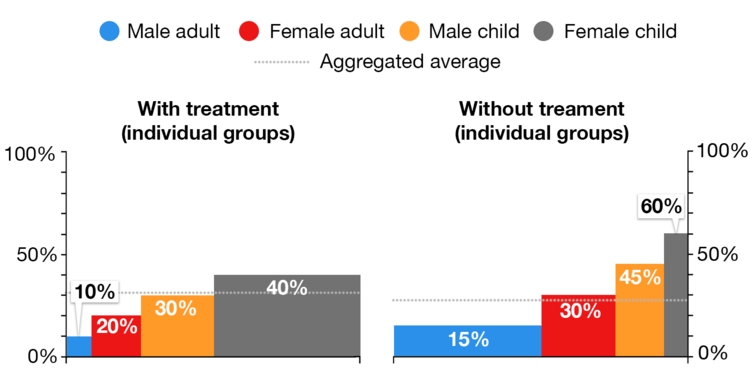 Male adult Female adult Male child Female child
Aggregated average
With treatment
(individual groups)
Without treament
(individual groups)
100%
50%
0%
10%
20%
30%
40%
15%
30%
45%
60%
100%
50%
0%